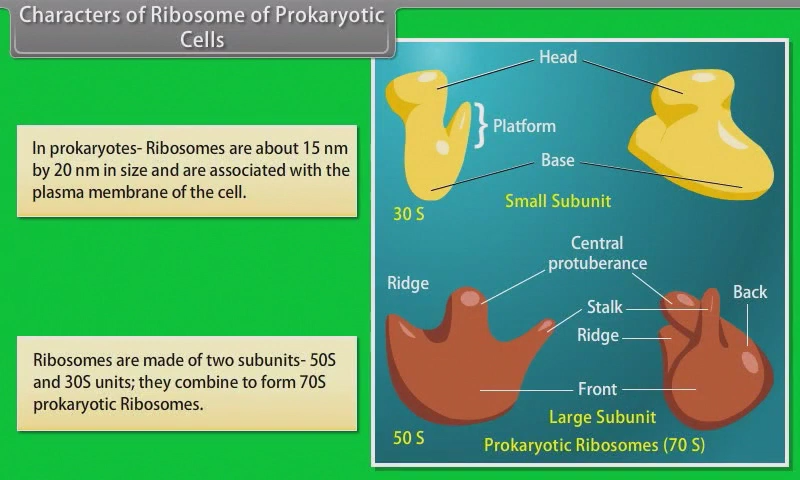 Characters of Ribosome of Prokaryotic
Cells
In prokaryotes- Ribosomes are about 15 nm
by 20 nm in size and are associated with the
plasma membrane of the cell.
Ribosomes are made of two subunits- 50S
and 30S units; they combine to form 70S
prokaryotic Ribosomes.
Head
Platform
Base
30 S
Small Subunit
Central
protuberance
Ridge
Back
Stalk
Ridge
Front
Large Subunit
50 S
Prokaryotic Ribosomes (70 S)